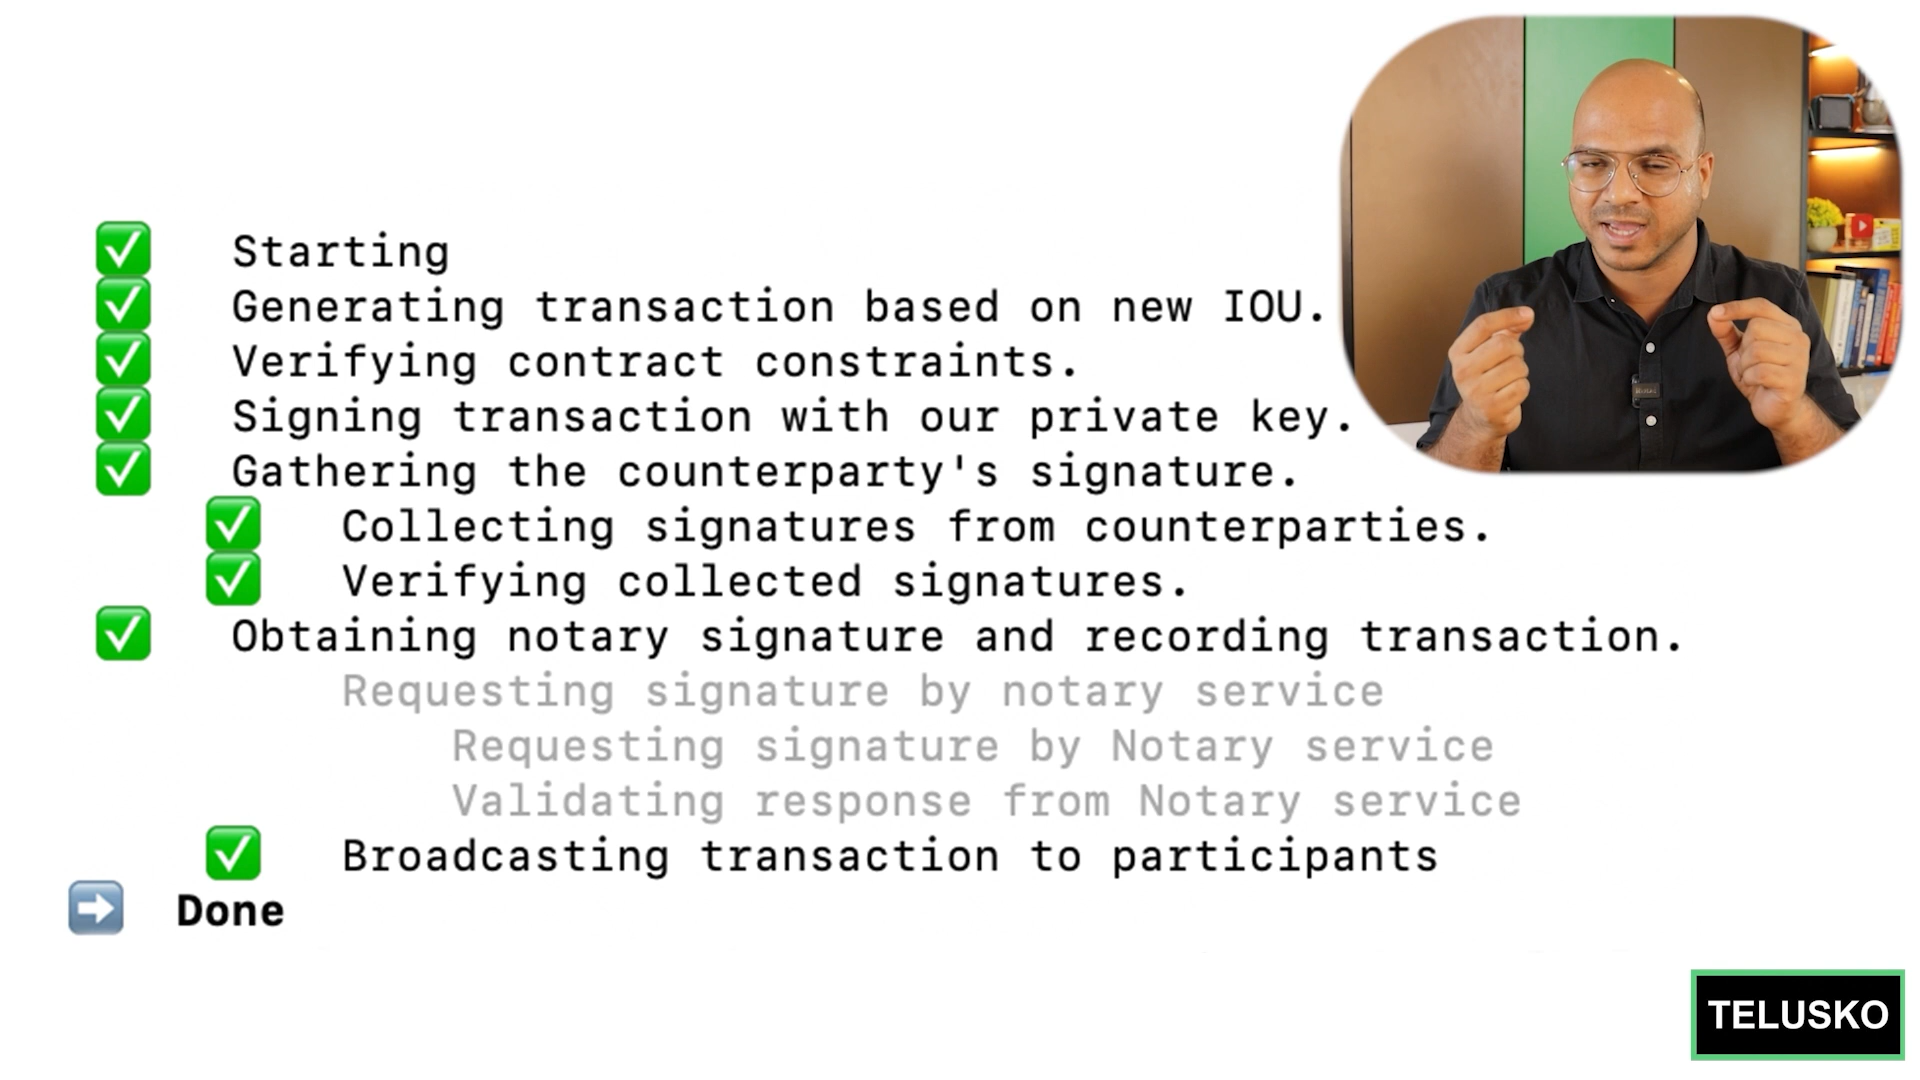 Starting
Generating transaction based on new IOU.
Verifying contract constraints.
Signing transaction with our private key.
Gathering the counterparty's signature.
Collecting signatures from counterparties.
Verifying collected signatures.
Obtaining notary signature and recording transaction.
Requesting signature by notary service
Requesting signature by Notary service
Validating response from Notary service
Broadcasting transaction to participants
Done
TELUSKO